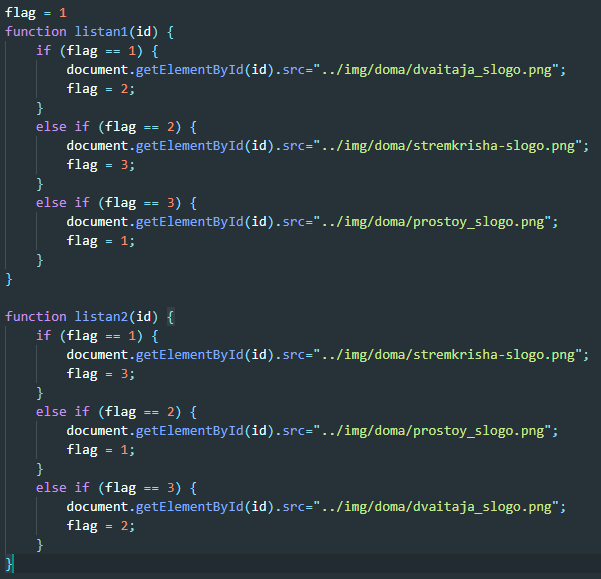 flag = 1
function listan1(id) {
    if (flag == 1) {
        document.getElementById(id).src="../img/doma/dvaitaja_slogo.png";
        flag = 2;
    }
    else if (flag == 2) {
        document.getElementById(id).src="../img/doma/stremkrisha-slogo.png";
        flag = 3;
    }
    else if (flag == 3) {
        document.getElementById(id).src="../img/doma/prostoy_slogo.png";
        flag = 1;
    }
}

function listan2(id) {
    if (flag == 1) {
        document.getElementById(id).src="../img/doma/stremkrisha-slogo.png";
        flag = 3;
    }
    else if (flag == 2) {
        document.getElementById(id).src="../img/doma/prostoy_slogo.png";
        flag = 1;
    }
    else if (flag == 3) {
        document.getElementById(id).src="../img/doma/dvaitaja_slogo.png";
        flag = 2;
    }
}